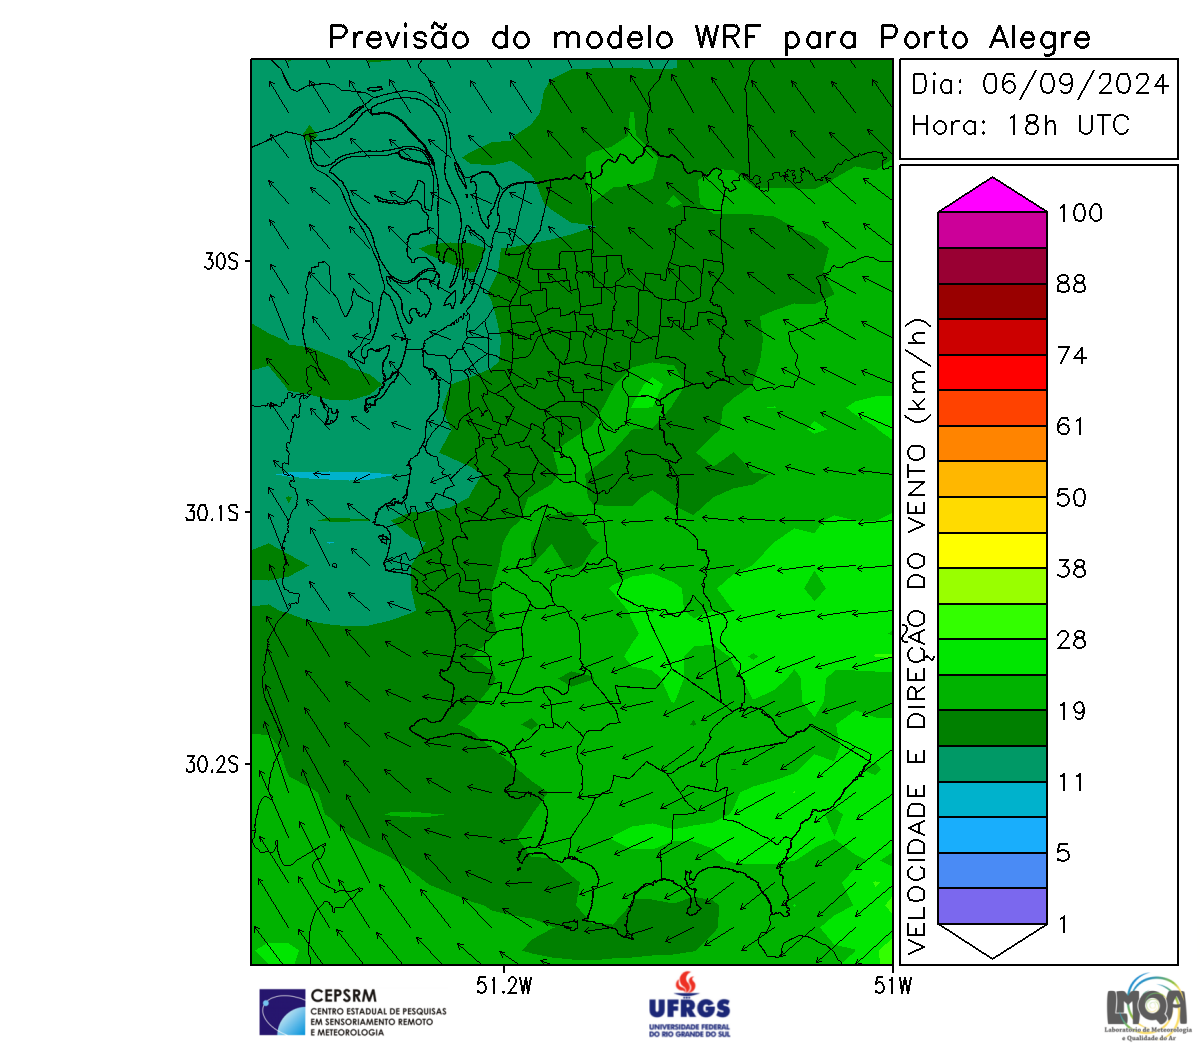 Previsão do modelo WRF para Porto Alegre
Dia: 06/09/2024
Hora: 18h UTC
30S
30.1S
30.2S
51.2W
51W
VELOCIDADE E DIREÇÃO DO VENTO (km/h)
100
88
74
61
50
38
28
19
11
5
1
CEPSRM
CENTRO ESTADUAL DE PESQUISAS
EM SENSORIAMENTO REMOTO
E METEOROLOGIA
UFRGS
UNIVERSIDADE FEDERAL
DO RIO GRANDE DO SUL
LMQA
Laboratório de Meteorologia
e Qualidade do Ar